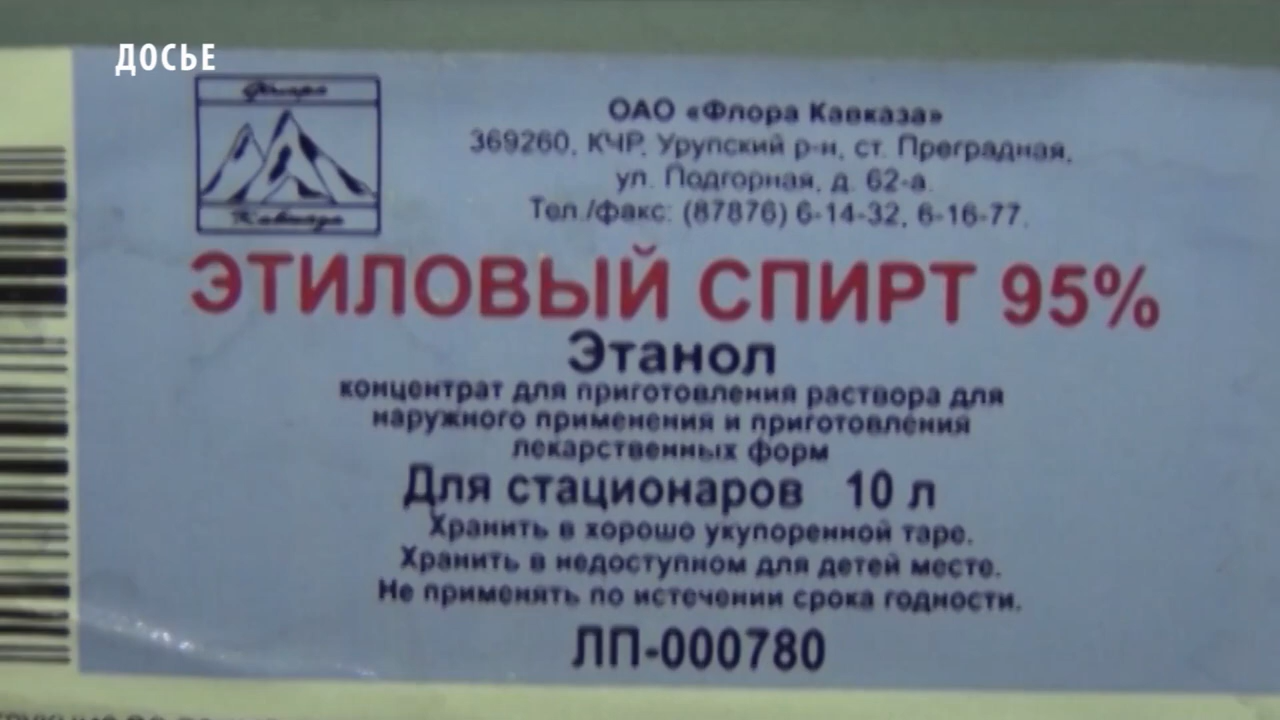 ДОСЬЕ
Флора
Кавказа
ОАО «Флора Кавказа»
369260, КЧР, Урупский р-н, ст. Преградная,
ул. Подгорная, д. 62-а.
Тел./факс: (87876) 6-14-32, 6-16-77.
ЭТИЛОВЫЙ СПИРТ 95%
Этанол
концентрат для приготовления раствора для
наружного применения и приготовления
лекарственных форм
Для стационаров 10 л
Хранить в хорошо укупоренной таре.
Хранить в недоступном для детей месте.
Не применять по истечении срока годности.
ЛП-000780